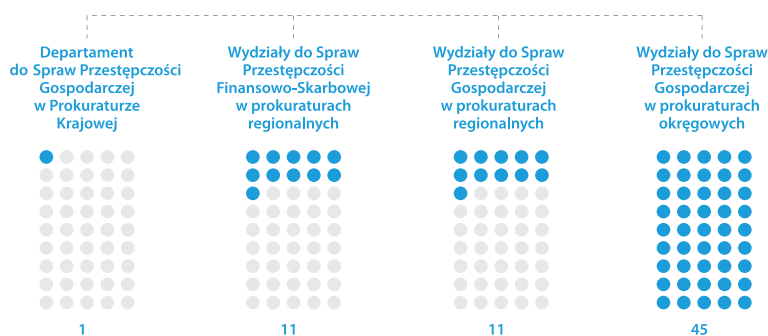 Departament
do Spraw Przestępczości
Gospodarczej
w Prokuraturze
Krajowej
Wydziały do Spraw
Przestępczości
Finansowo-Skarbowej
w prokuraturach
regionalnych
Wydziały do Spraw
Przestępczości
Gospodarczej
w prokuraturach
regionalnych
Wydziały do Spraw
Przestępczości
Gospodarczej
w prokuraturach
okręgowych
1
11
11
45